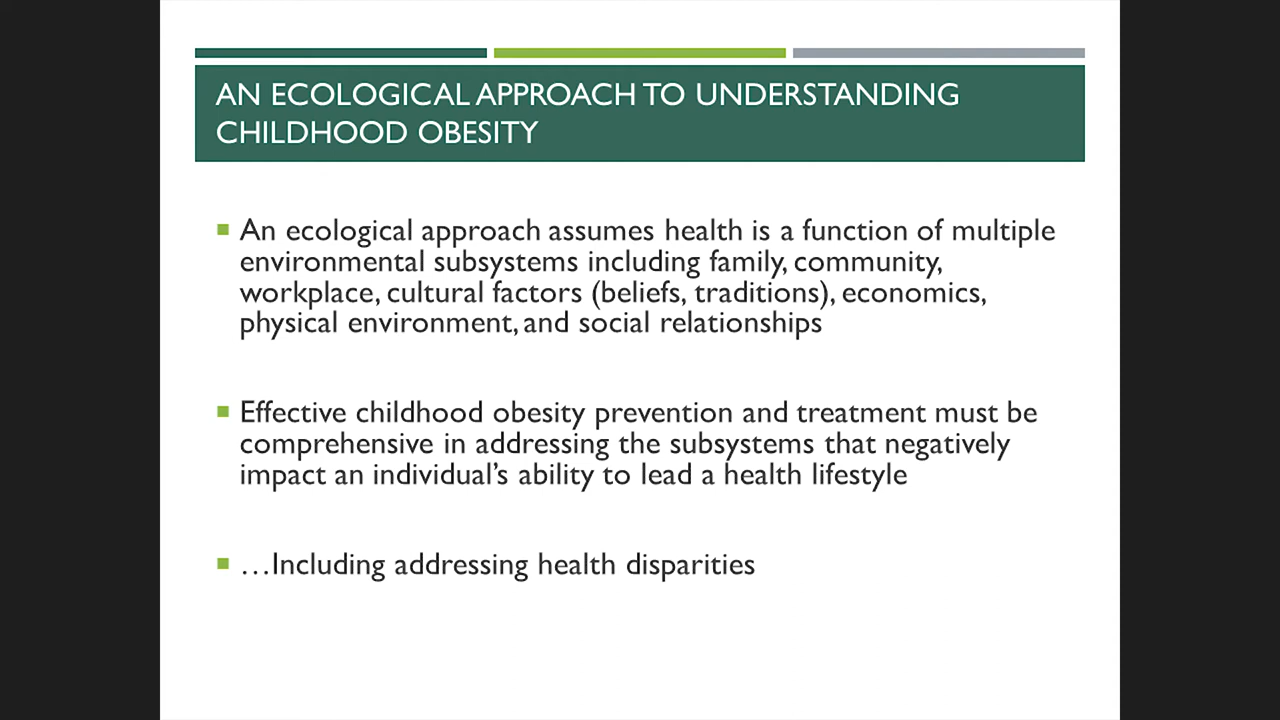 AN ECOLOGICAL APPROACH TO UNDERSTANDING
CHILDHOOD OBESITY
▪ An ecological approach assumes health is a function of multiple
environmental subsystems including family, community,
workplace, cultural factors (beliefs, traditions), economics,
physical environment, and social relationships
▪ Effective childhood obesity prevention and treatment must be
comprehensive in addressing the subsystems that negatively
impact an individual’s ability to lead a health lifestyle
▪ …Including addressing health disparities